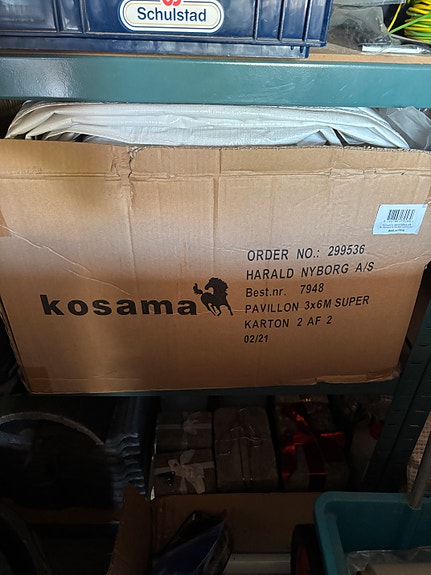 Schulstad
ORDER NO.: 299536
HARALD NYBORG A/S
Best.nr. 7948
kosama
PAVILLON 3x6M SUPER
KARTON 2 AF 2
02/21